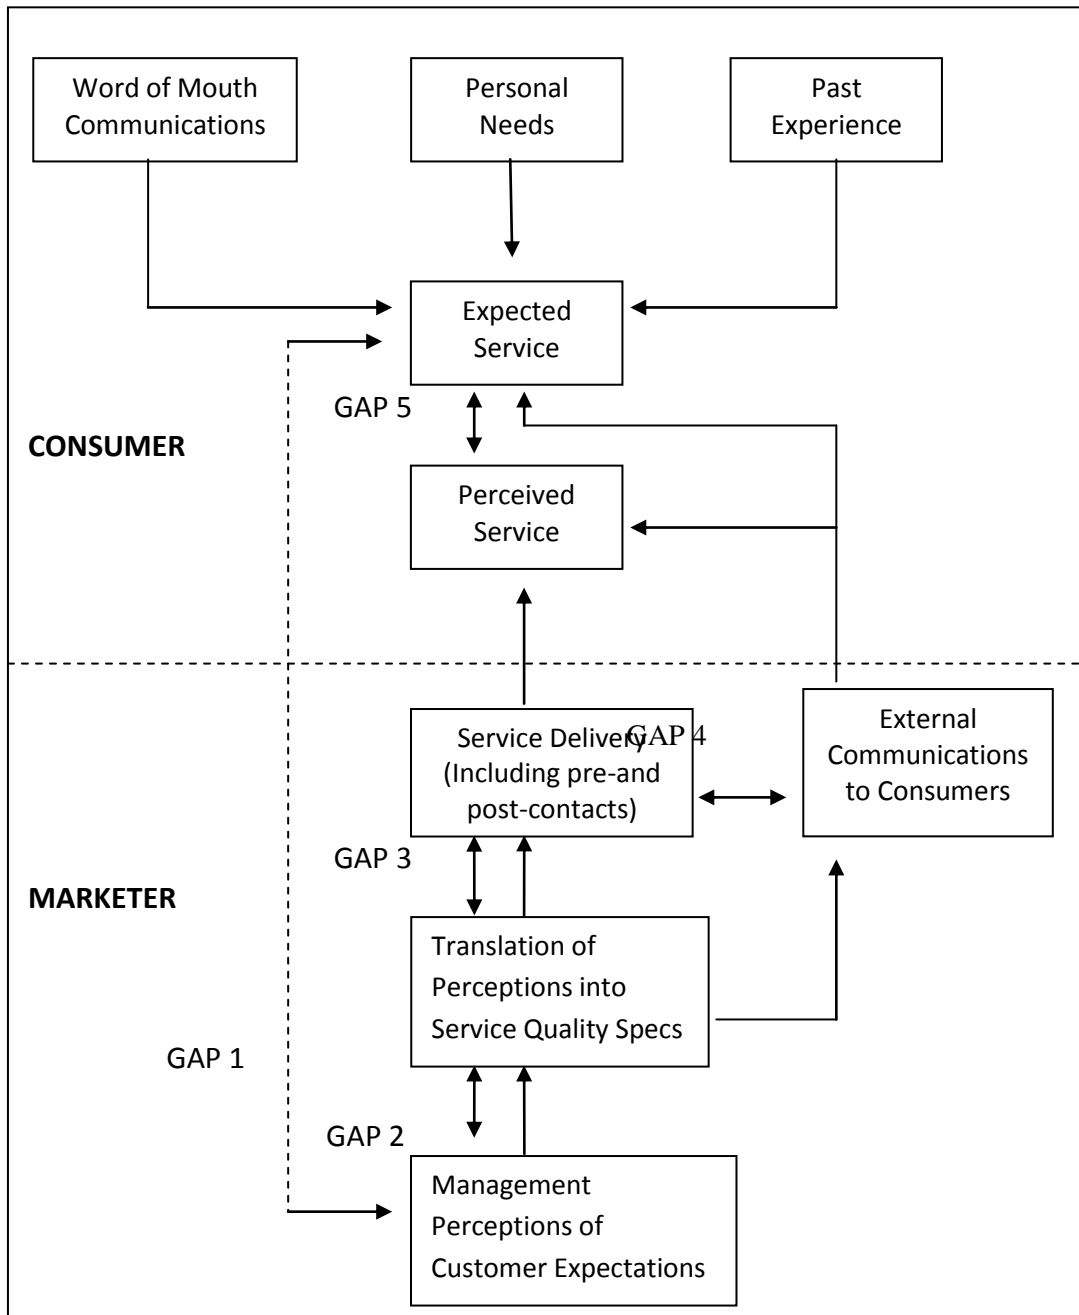 Word of Mouth
Communications
Personal
Needs
Past
Experience
Expected
Service
GAP 5
CONSUMER
Perceived
Service
Service Delivery
(Including pre-and
post-contacts)
GAP 4
External
Communications
to Consumers
GAP 3
MARKETER
Translation of
Perceptions into
Service Quality Specs
GAP 1
GAP 2
Management
Perceptions of
Customer Expectations